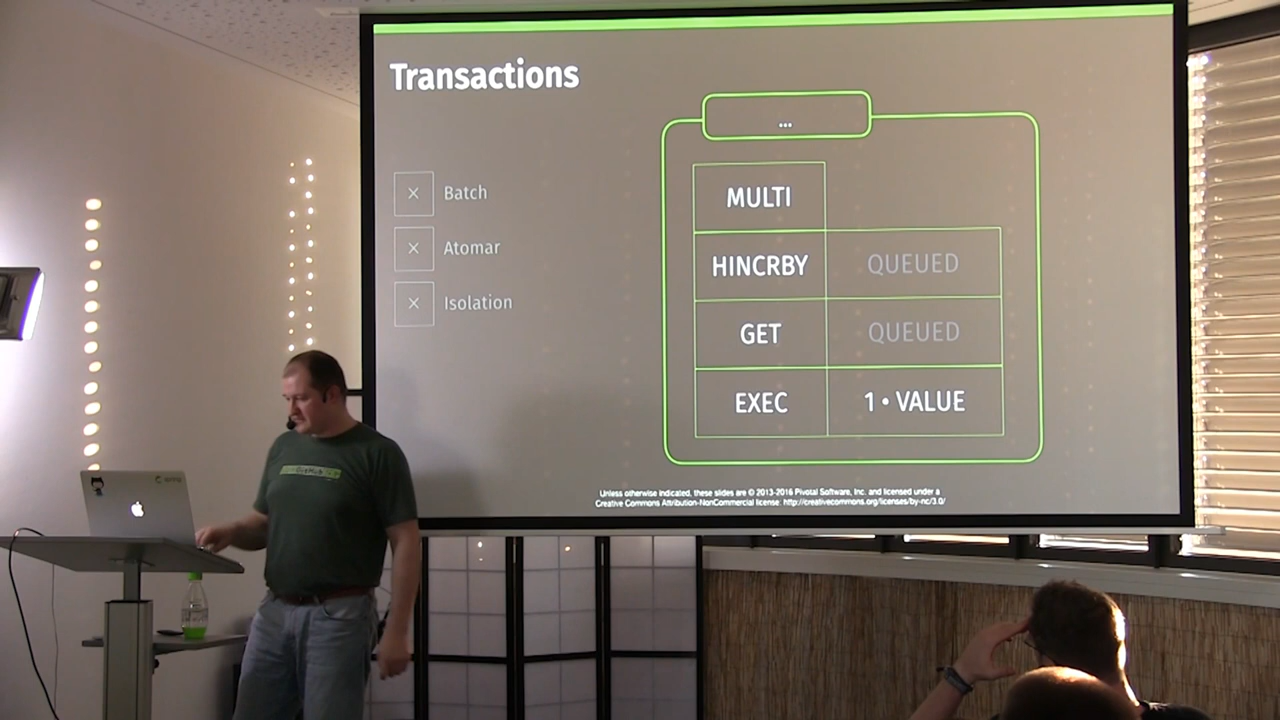 Transactions
...
× Batch
× Atomar
× Isolation
MULTI
HINCRBY QUEUED
GET QUEUED
EXEC 1 • VALUE
Unless otherwise indicated, these slides are © 2013-2016 Pivotal Software, Inc. and licensed under a
Creative Commons Attribution-NonCommercial license: http://creativecommons.org/licenses/by-nc/3.0/
GitHub
spring